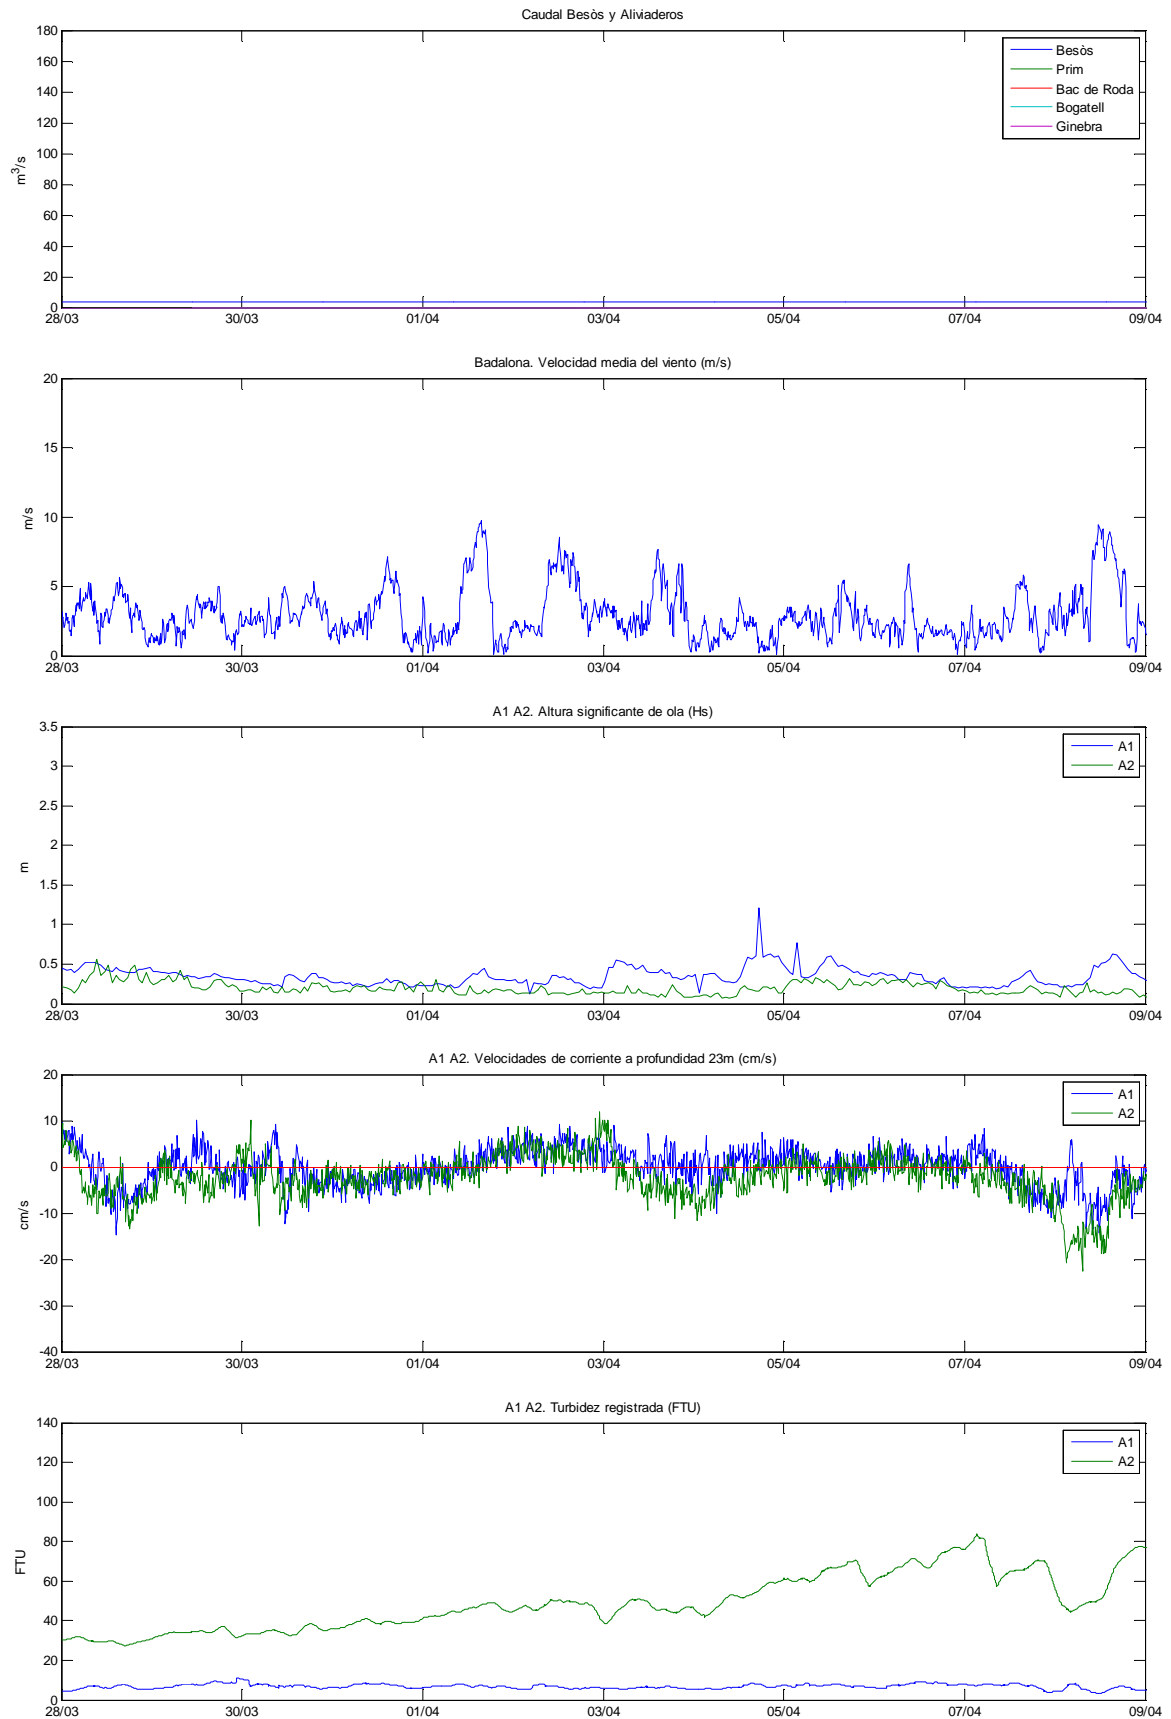 Caudal Besòs y Aliviaderos
180
160
140
120
100
80
60
40
20
0
m³/s
Besòs
Prim
Bac de Roda
Bogatell
Ginebra
28/03 30/03 01/04 03/04 05/04 07/04 09/04
Badalona. Velocidad media del viento (m/s)
20
15
10
5
0
m/s
28/03 30/03 01/04 03/04 05/04 07/04 09/04
A1 A2. Altura significante de ola (Hs)
3.5
3
2.5
2
1.5
1
0.5
0
m
A1
A2
28/03 30/03 01/04 03/04 05/04 07/04 09/04
A1 A2. Velocidades de corriente a profundidad 23m (cm/s)
20
10
0
-10
-20
-30
-40
cm/s
A1
A2
28/03 30/03 01/04 03/04 05/04 07/04 09/04
A1 A2. Turbidez registrada (FTU)
140
120
100
80
60
40
20
0
FTU
A1
A2
28/03 30/03 01/04 03/04 05/04 07/04 09/04